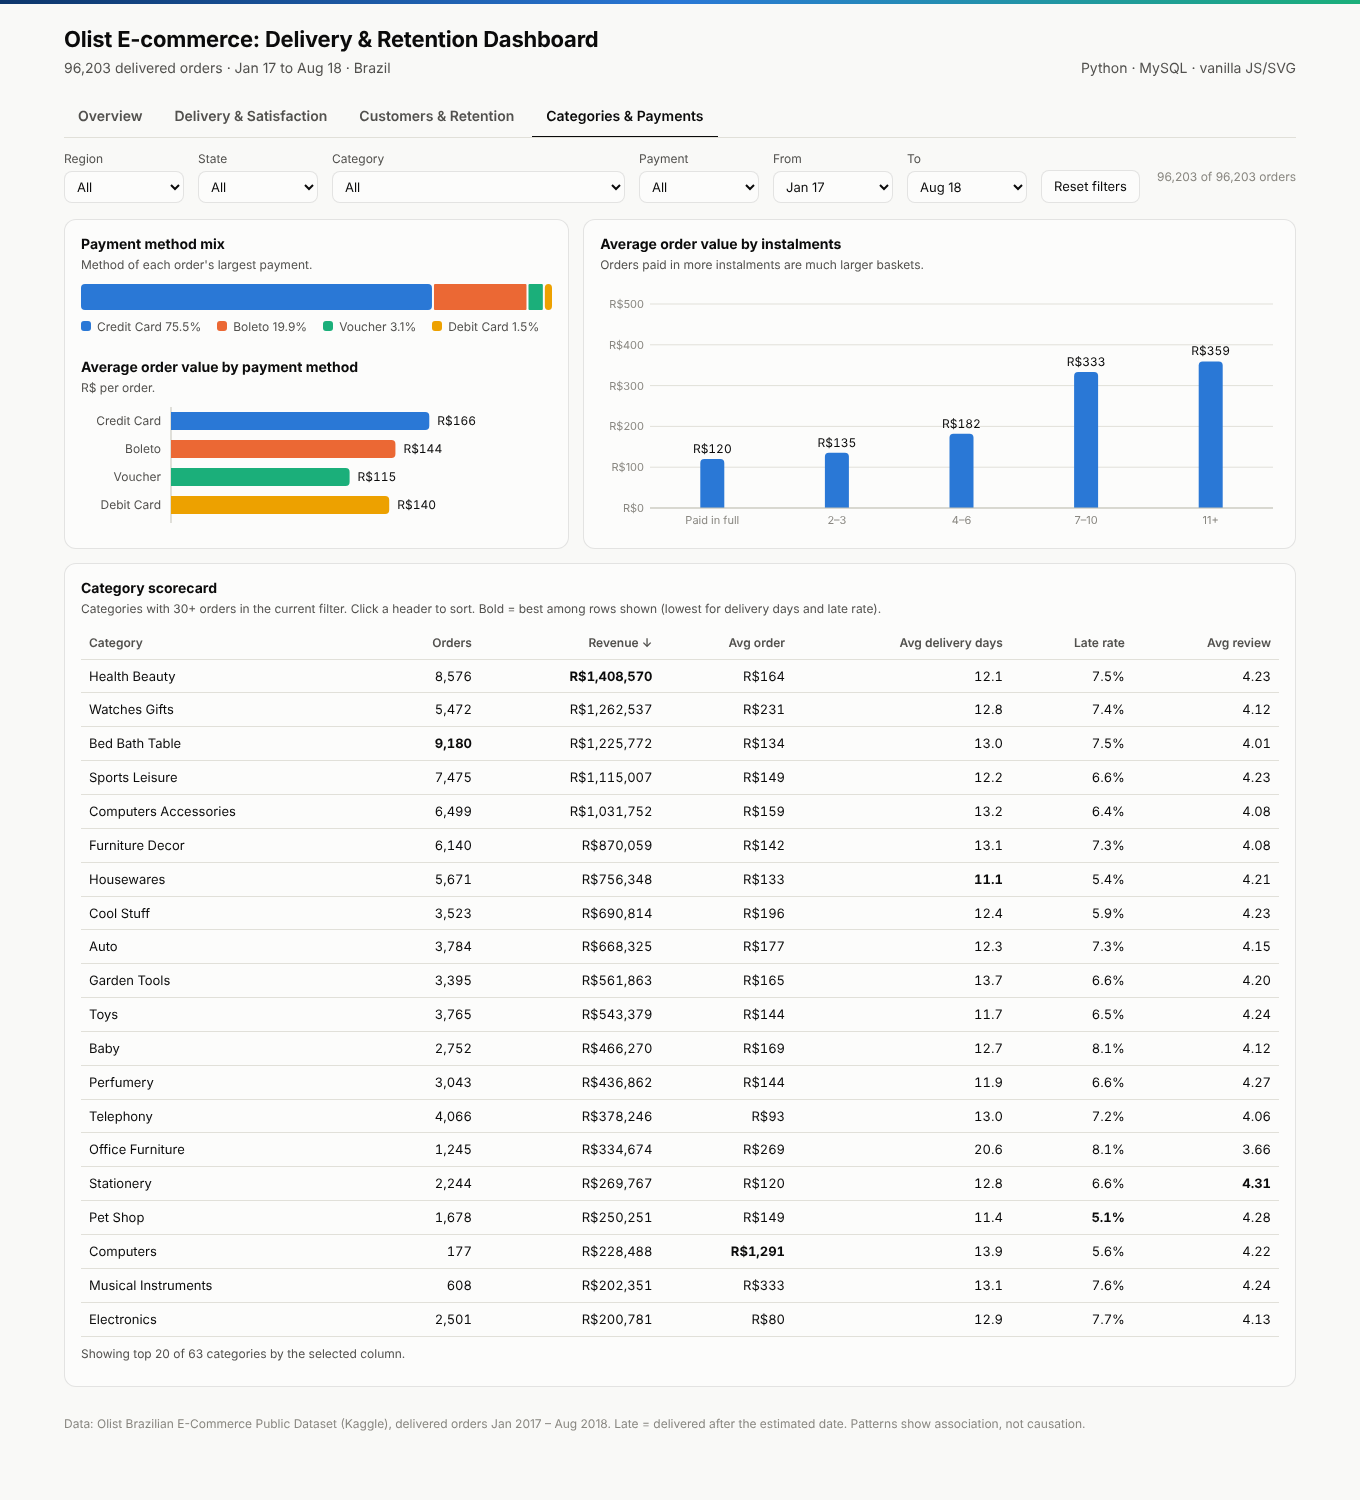 Olist E-commerce: Delivery & Retention Dashboard
96,203 delivered orders · Jan 17 to Aug 18 · Brazil
Python · MySQL · vanilla JS/SVG
Overview Delivery & Satisfaction Customers & Retention Categories & Payments
Region State Category Payment From To
All All All All Jan 17 Aug 18 Reset filters 96,203 of 96,203 orders
Payment method mix
Method of each order's largest payment.
Credit Card 75.5% Boleto 19.9% Voucher 3.1% Debit Card 1.5%
Average order value by payment method
R$ per order.
Credit Card R$166
Boleto R$144
Voucher R$115
Debit Card R$140
Average order value by instalments
Orders paid in more instalments are much larger baskets.
R$500
R$400
R$300
R$200
R$100
R$0
R$120 R$135 R$182 R$333 R$359
Paid in full 2–3 4–6 7–10 11+
Category scorecard
Categories with 30+ orders in the current filter. Click a header to sort. Bold = best among rows shown (lowest for delivery days and late rate).
Category Orders Revenue ↓ Avg order Avg delivery days Late rate Avg review
Health Beauty 8,576 R$1,408,570 R$164 12.1 7.5% 4.23
Watches Gifts 5,472 R$1,262,537 R$231 12.8 7.4% 4.12
Bed Bath Table 9,180 R$1,225,772 R$134 13.0 7.5% 4.01
Sports Leisure 7,475 R$1,115,007 R$149 12.2 6.6% 4.23
Computers Accessories 6,499 R$1,031,752 R$159 13.2 6.4% 4.08
Furniture Decor 6,140 R$870,059 R$142 13.1 7.3% 4.08
Housewares 5,671 R$756,348 R$133 11.1 5.4% 4.21
Cool Stuff 3,523 R$690,814 R$196 12.4 5.9% 4.23
Auto 3,784 R$668,325 R$177 12.3 7.3% 4.15
Garden Tools 3,395 R$561,863 R$165 13.7 6.6% 4.20
Toys 3,765 R$543,379 R$144 11.7 6.5% 4.24
Baby 2,752 R$466,270 R$169 12.7 8.1% 4.12
Perfumery 3,043 R$436,862 R$144 11.9 6.6% 4.27
Telephony 4,066 R$378,246 R$93 13.0 7.2% 4.06
Office Furniture 1,245 R$334,674 R$269 20.6 8.1% 3.66
Stationery 2,244 R$269,767 R$120 12.8 6.6% 4.31
Pet Shop 1,678 R$250,251 R$149 11.4 5.1% 4.28
Computers 177 R$228,488 R$1,291 13.9 5.6% 4.22
Musical Instruments 608 R$202,351 R$333 13.1 7.6% 4.24
Electronics 2,501 R$200,781 R$80 12.9 7.7% 4.13
Showing top 20 of 63 categories by the selected column.
Data: Olist Brazilian E-Commerce Public Dataset (Kaggle), delivered orders Jan 2017 – Aug 2018. Late = delivered after the estimated date. Patterns show association, not causation.